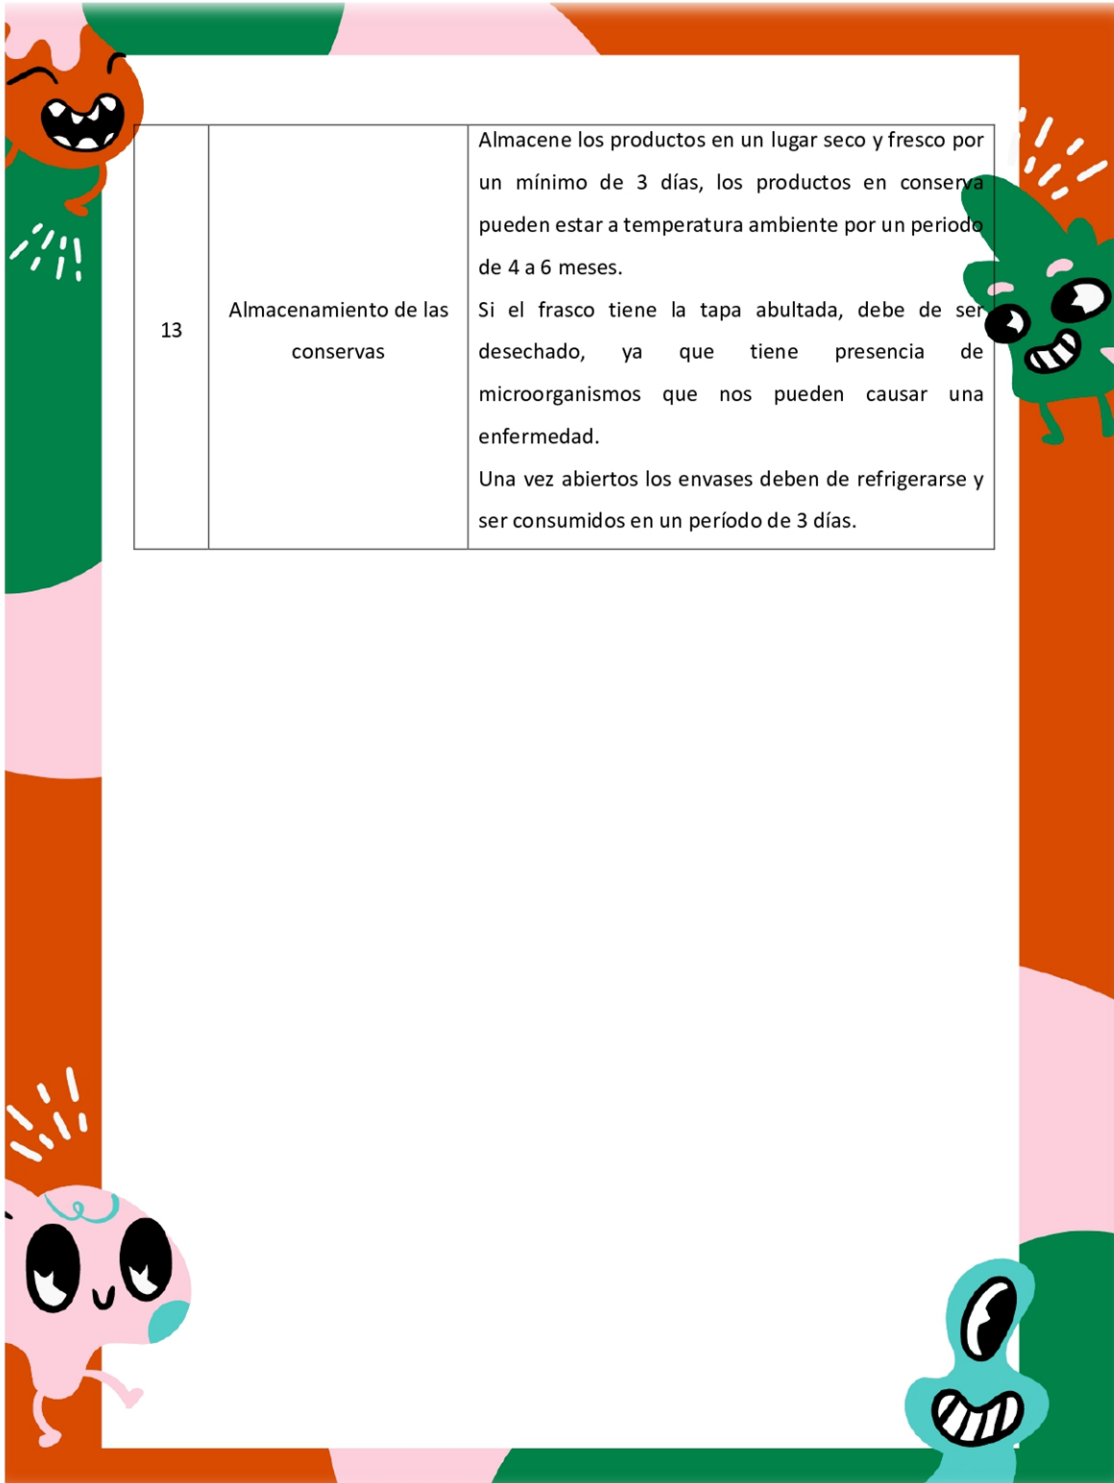 13
Almacenamiento de las
conservas
Almacene los productos en un lugar seco y fresco por
un mínimo de 3 días, los productos en conserva
pueden estar a temperatura ambiente por un periodo
de 4 a 6 meses.
Si el frasco tiene la tapa abultada, debe de ser
desechado, ya que tiene presencia de
microorganismos que nos pueden causar una
enfermedad.
Una vez abiertos los envases deben de refrigerarse y
ser consumidos en un período de 3 días.